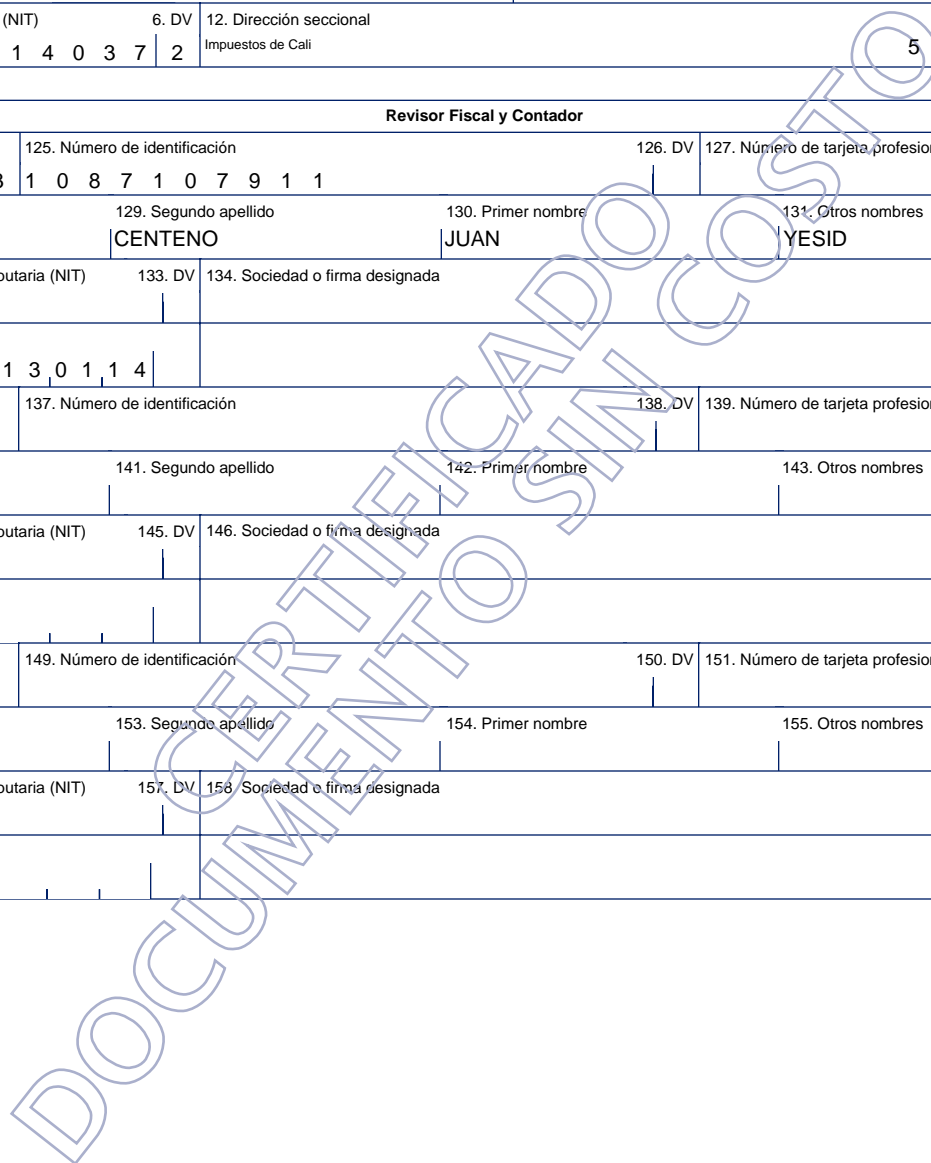 (NIT) 6. DV 12. Dirección seccional
1 4 0 3 7 2 Impuestos de Cali 5
Revisor Fiscal y Contador
125. Número de identificación 126. DV 127. Número de tarjeta profesion
3 1 0 8 7 1 0 7 9 1 1
129. Segundo apellido 130. Primer nombre 131. Otros nombres
CENTENO JUAN YESID
butaria (NIT) 133. DV 134. Sociedad o firma designada
1 3 0 1 1 4
137. Número de identificación 138. DV 139. Número de tarjeta profesion
141. Segundo apellido 142. Primer nombre 143. Otros nombres
butaria (NIT) 145. DV 146. Sociedad o firma designada
149. Número de identificación 150. DV 151. Número de tarjeta profesion
153. Segundo apellido 154. Primer nombre 155. Otros nombres
butaria (NIT) 157. DV 158. Sociedad o firma designada
CERTIFICADO
DOCUMENTO SIN COSTO